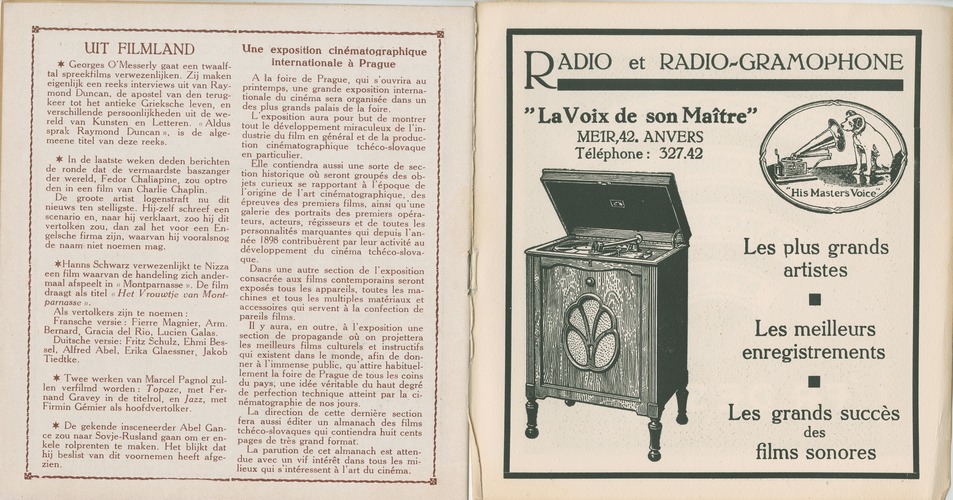 UIT FILMLAND
✶ Georges O'Messerly gaat een twaalf-
tal spreekfilms verwezenlijken. Zij maken
eigenlijk een reeks interviews uit van Ray-
mond Duncan, de apostel van den terug-
keer tot het antieke Grieksche leven, en
verschillende persoonlijkheden uit de we-
reld van Kunsten en Letteren. « Aldus
sprak Raymond Duncan », is de alge-
meene titel van deze reeks.
✶ In de laatste weken deden berichten
de ronde dat de vermaardste baszanger
der wereld, Fedor Chaliapine, zou optre-
den in een film van Charlie Chaplin.
De groote artist logenstraft nu dit
nieuws ten stelligste. Hij-zelf schreef een
scenario en, naar hij verklaart, zoo hij dit
vertolken zou, dan zal het voor een En-
gelsche firma zijn, waarvan hij vooralsnog
de naam niet noemen mag.
✶Hanns Schwarz verwezenlijkt te Nizza
een film waarvan de handeling zich ander-
maal afspeelt in « Montparnasse ». De film
draagt als titel « Het Vrouwtje van Mont-
parnasse ».
Als vertolkers zijn te noemen :
Fransche versie : Fierre Magnier, Arm.
Bernard, Gracia del Rio, Lucien Galas.
Duitsche versie : Fritz Schulz, Ehmi Bes-
sel, Alfred Abel, Erika Glaessner, Jakob
Tiedtke.
✶ Twee werken van Marcel Pagnol zul-
len verfilmd worden : Topaze, met Fer-
nand Gravey in de titelrol, en Jazz, met
Firmin Gémier als hoofdvertolker.
✶ De gekende insceneerder Abel Gan-
ce zou naar Sovje-Rusland gaan om er en-
kele rolprenten te maken. Het blijkt dat
hij beslist van dit voornemen heeft afge-
zien.
Une exposition cinématographique
internationale à Prague
A la foire de Prague, qui s'ouvrira au
printemps, une grande exposition interna-
tionale du cinéma sera organisée dans un
des plus grands palais de la foire.
L'exposition aura pour but de montrer
tout le développement miraculeux de l'in-
dustrie du film en général et de la produc-
tion cinématographique tchéco-slovaque
en particulier.
Elle contiendra aussi une sorte de sec-
tion historique où seront groupés des ob-
jets curieux se rapportant à l'époque de
l'origine de l'art cinématographique, des
épreuves des premiers films, ainsi qu'une
galerie des portraits des premiers opéra-
teurs, acteurs, régisseurs et de toutes les
personnalités marquantes qui depuis l'an-
née 1898 contribuèrent par leur activité au
développement du cinéma tchéco-slova-
que.
Dans une autre section de l'exposition
consacrée aux films contemporains seront
exposés tous les appareils, toutes les ma-
chines et tous les multiples matériaux et
accessoires qui servent à la confection de
pareils films.
Il y aura, en outre, à l'exposition une
section de propagande où on projettera
les meilleurs films culturels et instructifs
qui existent dans le monde, afin de don-
ner à l'immense public, qu'attire habituel-
lement la foire de Prague de tous les coins
du pays, une idée véritable du haut degré
de perfection technique atteint par la ci-
nématographie de nos jours.
La direction de cette dernière section
fera aussi éditer un almanach des films
tchéco-slovaques qui contiendra huit cents
pages de très grand format.
La parution de cet almanach est atten-
due avec un vif intérêt dans tous les mi-
lieux qui s'intéressent à l'art du cinéma.
RADIO et RADIO-GRAMOPHONE
"La Voix de son Maître"
MEIR, 42. ANVERS
Téléphone : 327.42
"His Masters Voice"
Les plus grands
artistes
Les meilleurs
enregistrements
Les grands succès
des
films sonores